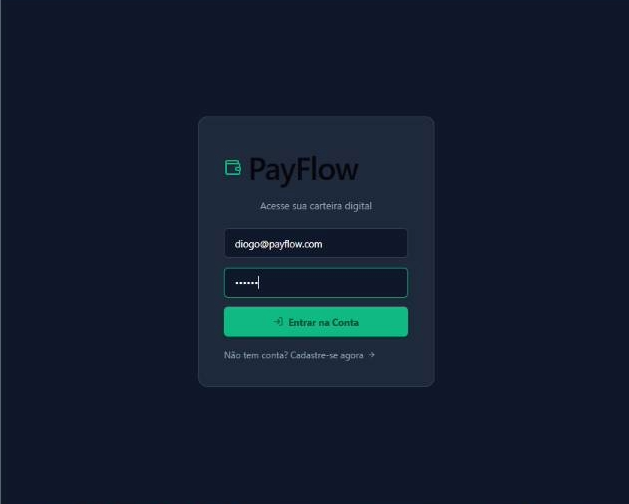 PayFlow
Acesse sua carteira digital
diogo@payflow.com
••••••
Entrar na Conta
Não tem conta? Cadastre-se agora →